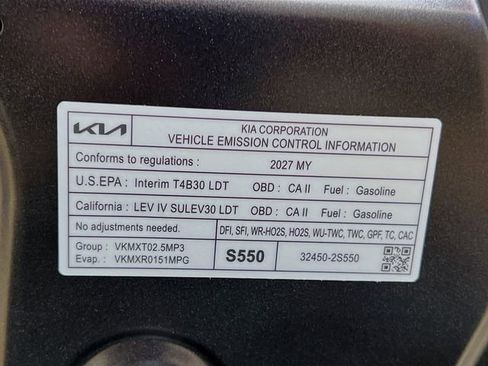 KIA
KIA CORPORATION
VEHICLE EMISSION CONTROL INFORMATION
Conforms to regulations : 2027 MY
U.S.EPA : Interim T4B30 LDT OBD : CA II Fuel : Gasoline
California : LEV IV SULEV30 LDT OBD : CA II Fuel : Gasoline
No adjustments needed. DFI, SFI, WR-HO2S, HO2S, WU-TWC, TWC, GPF, TC, CAC
Group : VKMXT02.5MP3
Evap. : VKMXR0151MPG
S550
32450-2S550